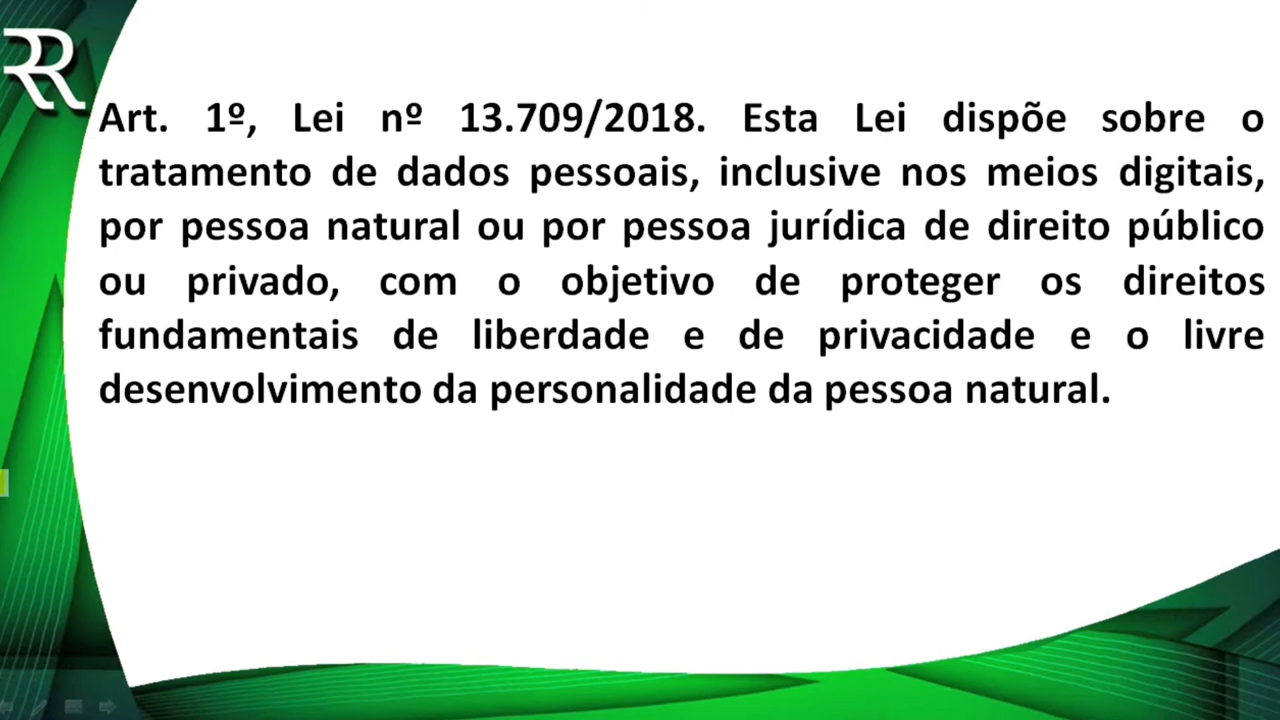 RR
Art. 1º, Lei nº 13.709/2018. Esta Lei dispõe sobre o
tratamento de dados pessoais, inclusive nos meios digitais,
por pessoa natural ou por pessoa jurídica de direito público
ou privado, com o objetivo de proteger os direitos
fundamentais de liberdade e de privacidade e o livre
desenvolvimento da personalidade da pessoa natural.